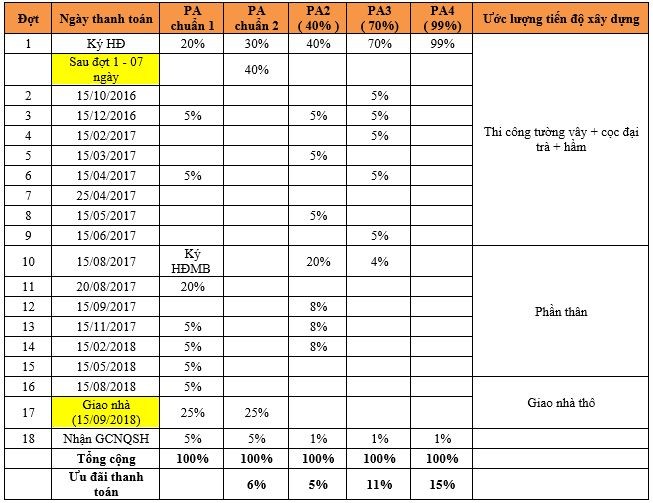 Đợt Ngày thanh toán PA chuẩn 1 PA chuẩn 2 PA2 ( 40%) PA3 ( 70%) PA4 ( 99%) Ước lượng tiến độ xây dựng
1 Ký HĐ 20% 30% 40% 70% 99% Thi công tường vây + cọc đại trà + hầm
Sau đợt 1 - 07 ngày 40%
2 15/10/2016 5%
3 15/12/2016 5% 5% 5%
4 15/02/2017 5%
5 15/03/2017 5%
6 15/04/2017 5% 5%
7 25/04/2017
8 15/05/2017 5%
9 15/06/2017 5%
10 15/08/2017 Ký HĐMB 20% 4% Phần thân
11 20/08/2017 20%
12 15/09/2017 8%
13 15/11/2017 5% 8%
14 15/02/2018 5% 8%
15 15/05/2018 5%
16 15/08/2018 5% Giao nhà thô
17 Giao nhà (15/09/2018) 25% 25%
18 Nhận GCNQSH 5% 5% 1% 1% 1%
Tổng cộng 100% 100% 100% 100% 100%
Ưu đãi thanh toán 6% 5% 11% 15%